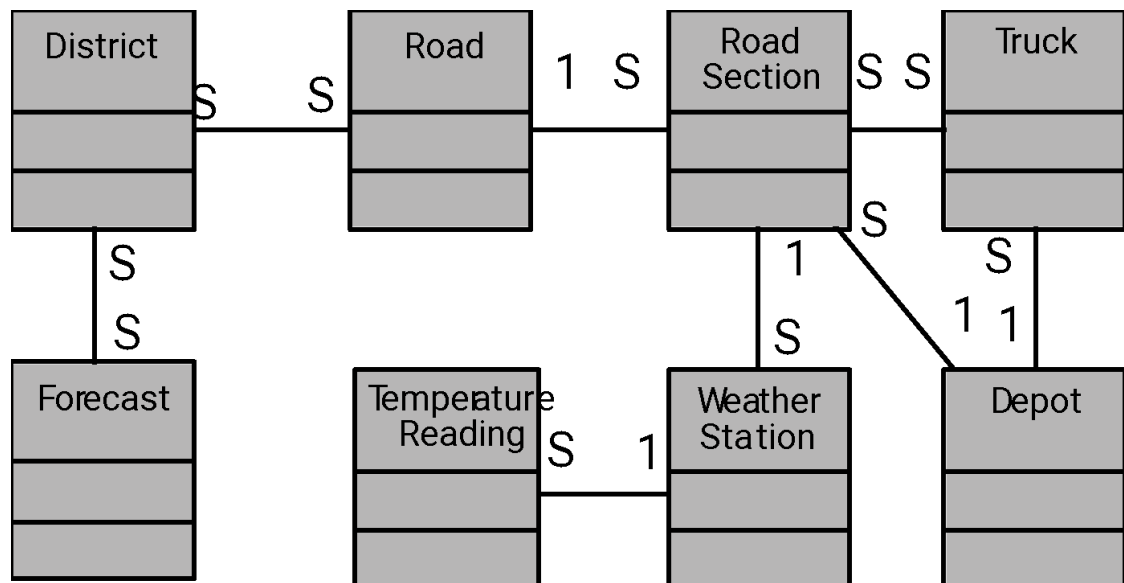 District
Road
Road
Section
Truck
S
S
1
S
S
S
S
S
S
1
S
S
1
1
S
Forecast
Temperature
Reading
Weather
Station
Depot
S
1